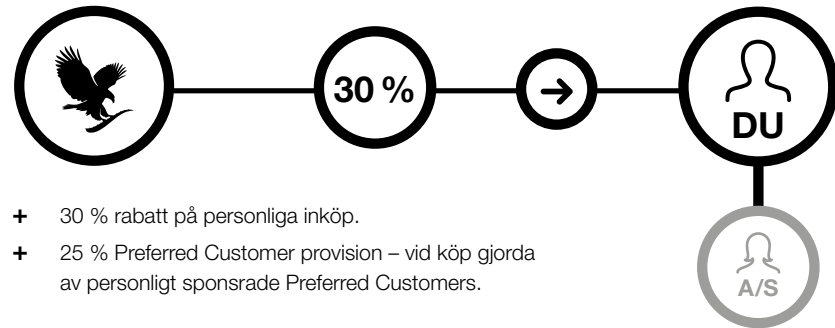 30 %
→
DU
A/S
+ 30 % rabatt på personliga inköp.
+ 25 % Preferred Customer provision – vid köp gjorda
av personligt sponsrade Preferred Customers.